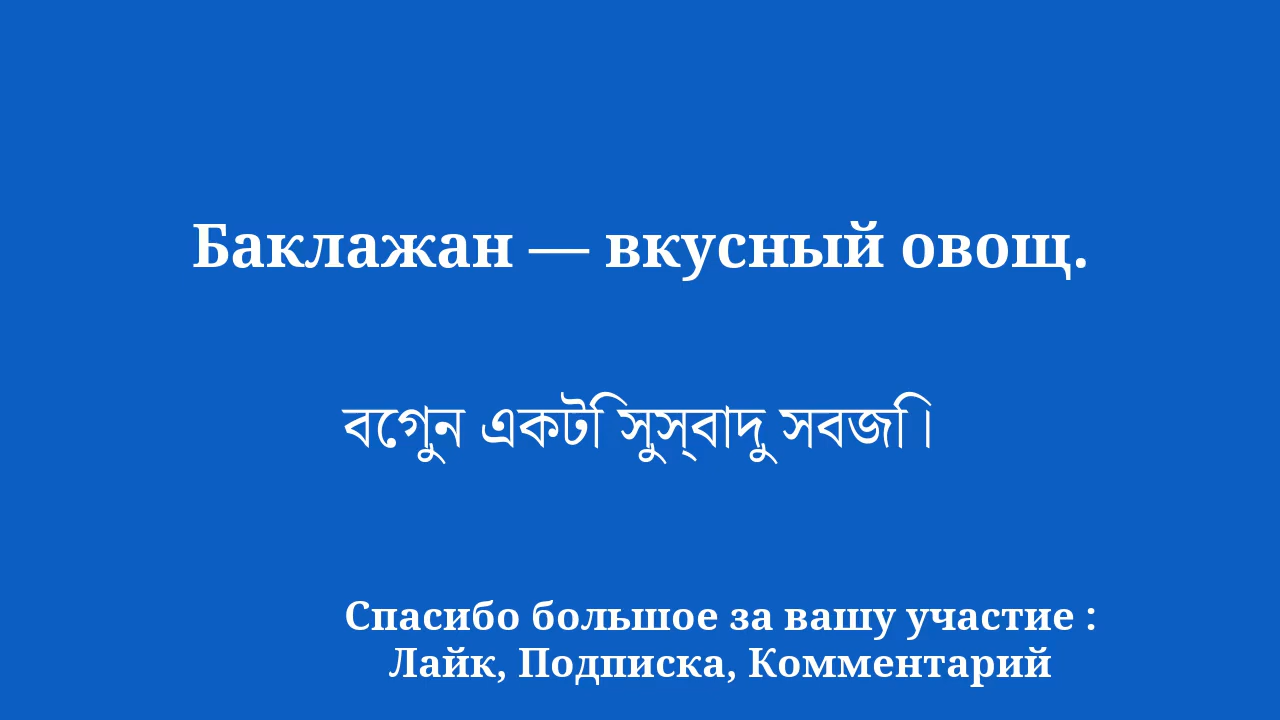 Баклажан — вкусный овощ.
বেগুন একটি সুস্বাদু সবজি।
Спасибо большое за вашу участие :
Лайк, Подписка, Комментарий